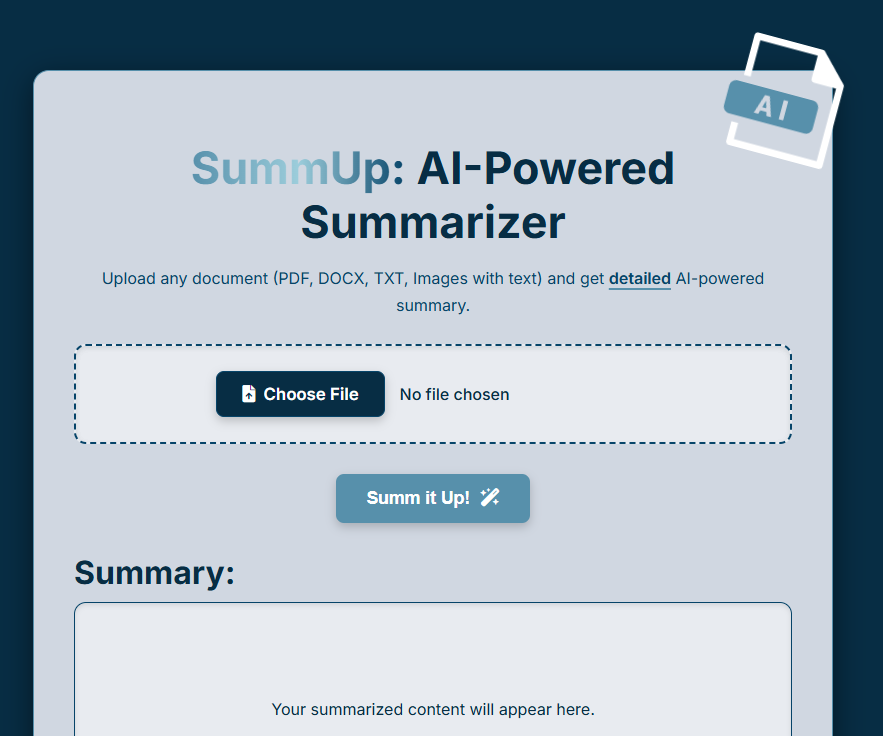 AI
SummUp: AI-Powered
Summarizer
Upload any document (PDF, DOCX, TXT, Images with text) and get detailed AI-powered
summary.
Choose File No file chosen
Summ it Up!
Summary:
Your summarized content will appear here.